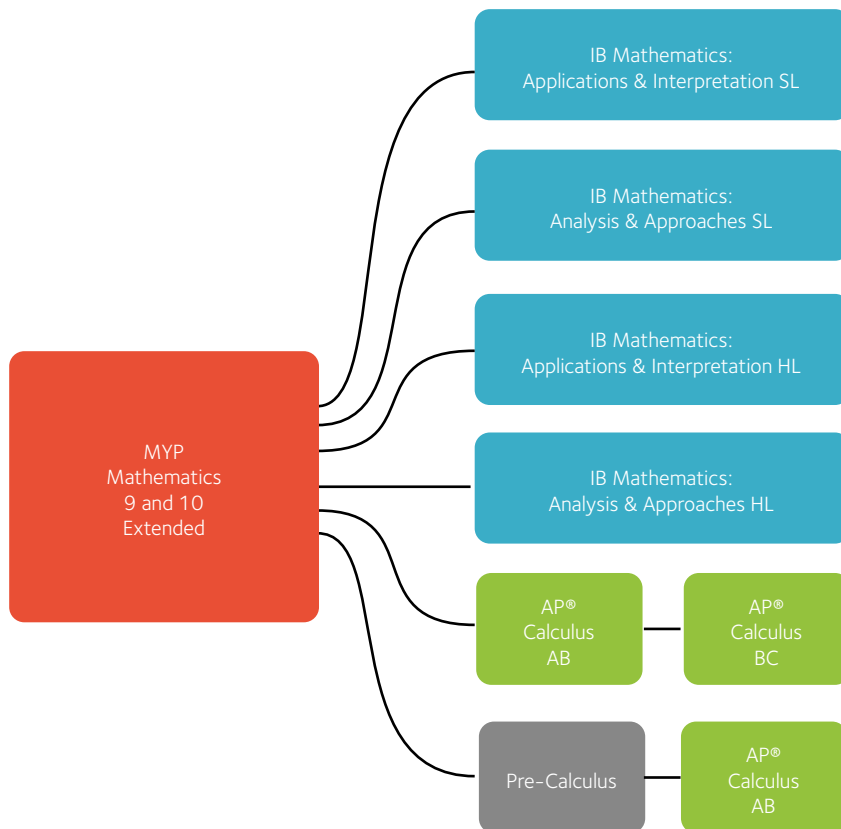 IB Mathematics:
Applications & Interpretation SL
IB Mathematics:
Analysis & Approaches SL
IB Mathematics:
Applications & Interpretation HL
MYP
Mathematics
9 and 10
Extended
IB Mathematics:
Analysis & Approaches HL
AP®
Calculus
AB
AP®
Calculus
BC
Pre-Calculus
AP®
Calculus
AB